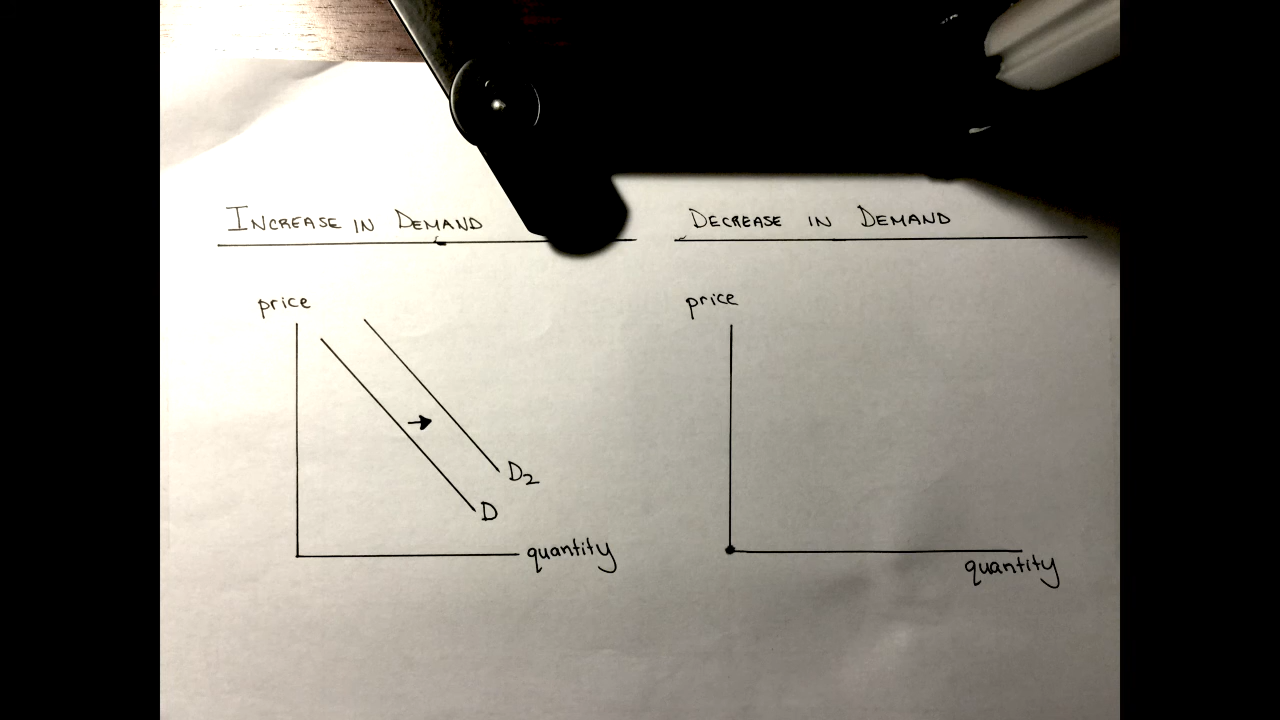 INCREASE IN DEMAND
price
D2
D
quantity
DECREASE IN DEMAND
price
quantity